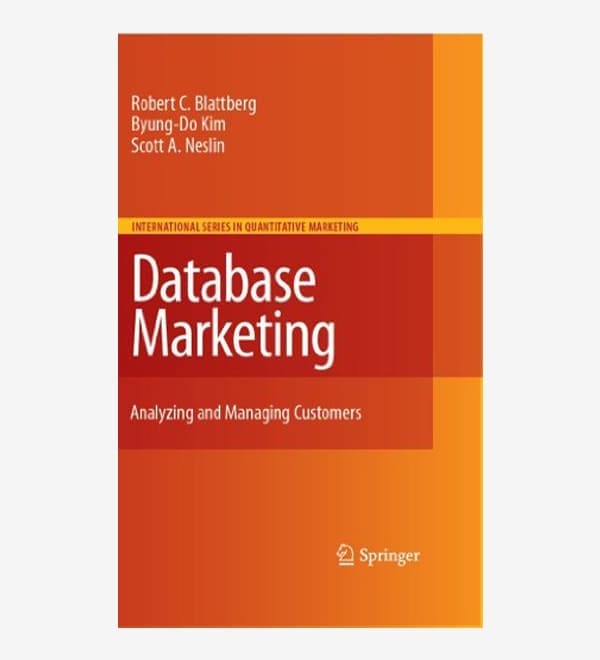 Robert C. Blattberg
Byung-Do Kim
Scott A. Neslin
INTERNATIONAL SERIES IN QUANTITATIVE MARKETING
Database
Marketing
Analyzing and Managing Customers
Springer